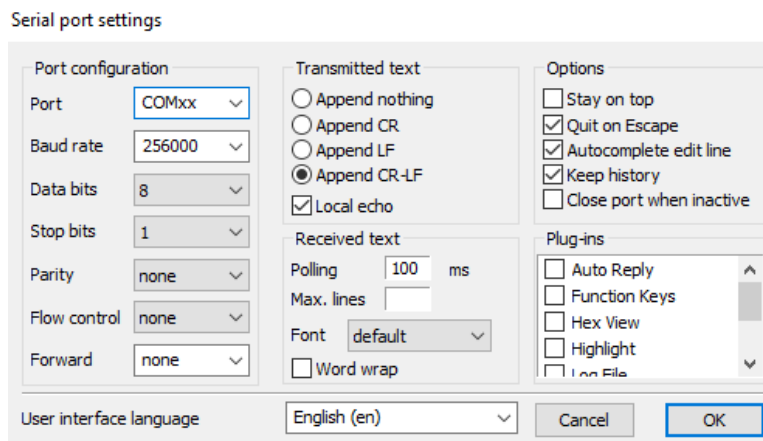 Serial port settings
Port configuration
Port COMxx
Baud rate 256000
Data bits 8
Stop bits 1
Parity none
Flow control none
Forward none
Transmitted text
Append nothing
Append CR
Append LF
Append CR-LF
Local echo
Received text
Polling 100 ms
Max. lines
Font default
Word wrap
Options
Stay on top
Quit on Escape
Autocomplete edit line
Keep history
Close port when inactive
Plug-ins
Auto Reply
Function Keys
Hex View
Highlight
Log File
User interface language English (en) Cancel OK